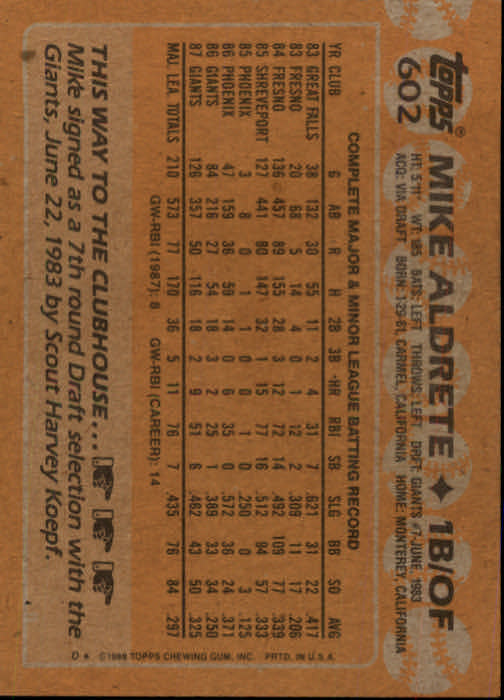 topps® MIKE ALDRETE ✦ 1B/OF
602
HT: 5'11" WT: 185 BATS: LEFT THROWS: LEFT DRAFT: GIANTS #7-JUNE, 1983
ACQ: VIA DRAFT BORN: 1-29-61, CARMEL, CALIFORNIA HOME: MONTEREY, CALIFORNIA
COMPLETE MAJOR & MINOR LEAGUE BATTING RECORD
YR CLUB G AB R H 2B 3B HR RBI SB SLG BB SO AVG
83 GREAT FALLS 38 132 30 55 11 2 4 31 7 .621 31 22 .417
83 FRESNO 20 68 5 14 4 0 1 12 2 .309 11 17 .206
84 FRESNO 136 457 89 155 28 3 12 72 14 .492 109 77 .339
85 SHREVEPORT 127 441 80 147 32 1 15 77 16 .512 94 57 .333
85 PHOENIX 3 8 0 1 1 0 0 1 0 .250 0 3 .125
86 PHOENIX 47 159 36 59 14 0 6 35 0 .572 36 24 .371
86 GIANTS 84 216 27 54 18 3 2 25 1 .389 33 34 .250
87 GIANTS 126 357 50 116 18 2 9 51 6 .462 43 50 .325
MAJ. LEA. TOTALS 210 573 77 170 36 5 11 76 7 .435 76 84 .297
GW-RBI (1987): 8 GW-RBI (CAREER): 14
THIS WAY TO THE CLUBHOUSE...
Mike signed as a 7th round Draft selection with the
Giants, June 22, 1983 by Scout Harvey Koepf.
D* ©1988 TOPPS CHEWING GUM, INC. PRTD. IN U.S.A.